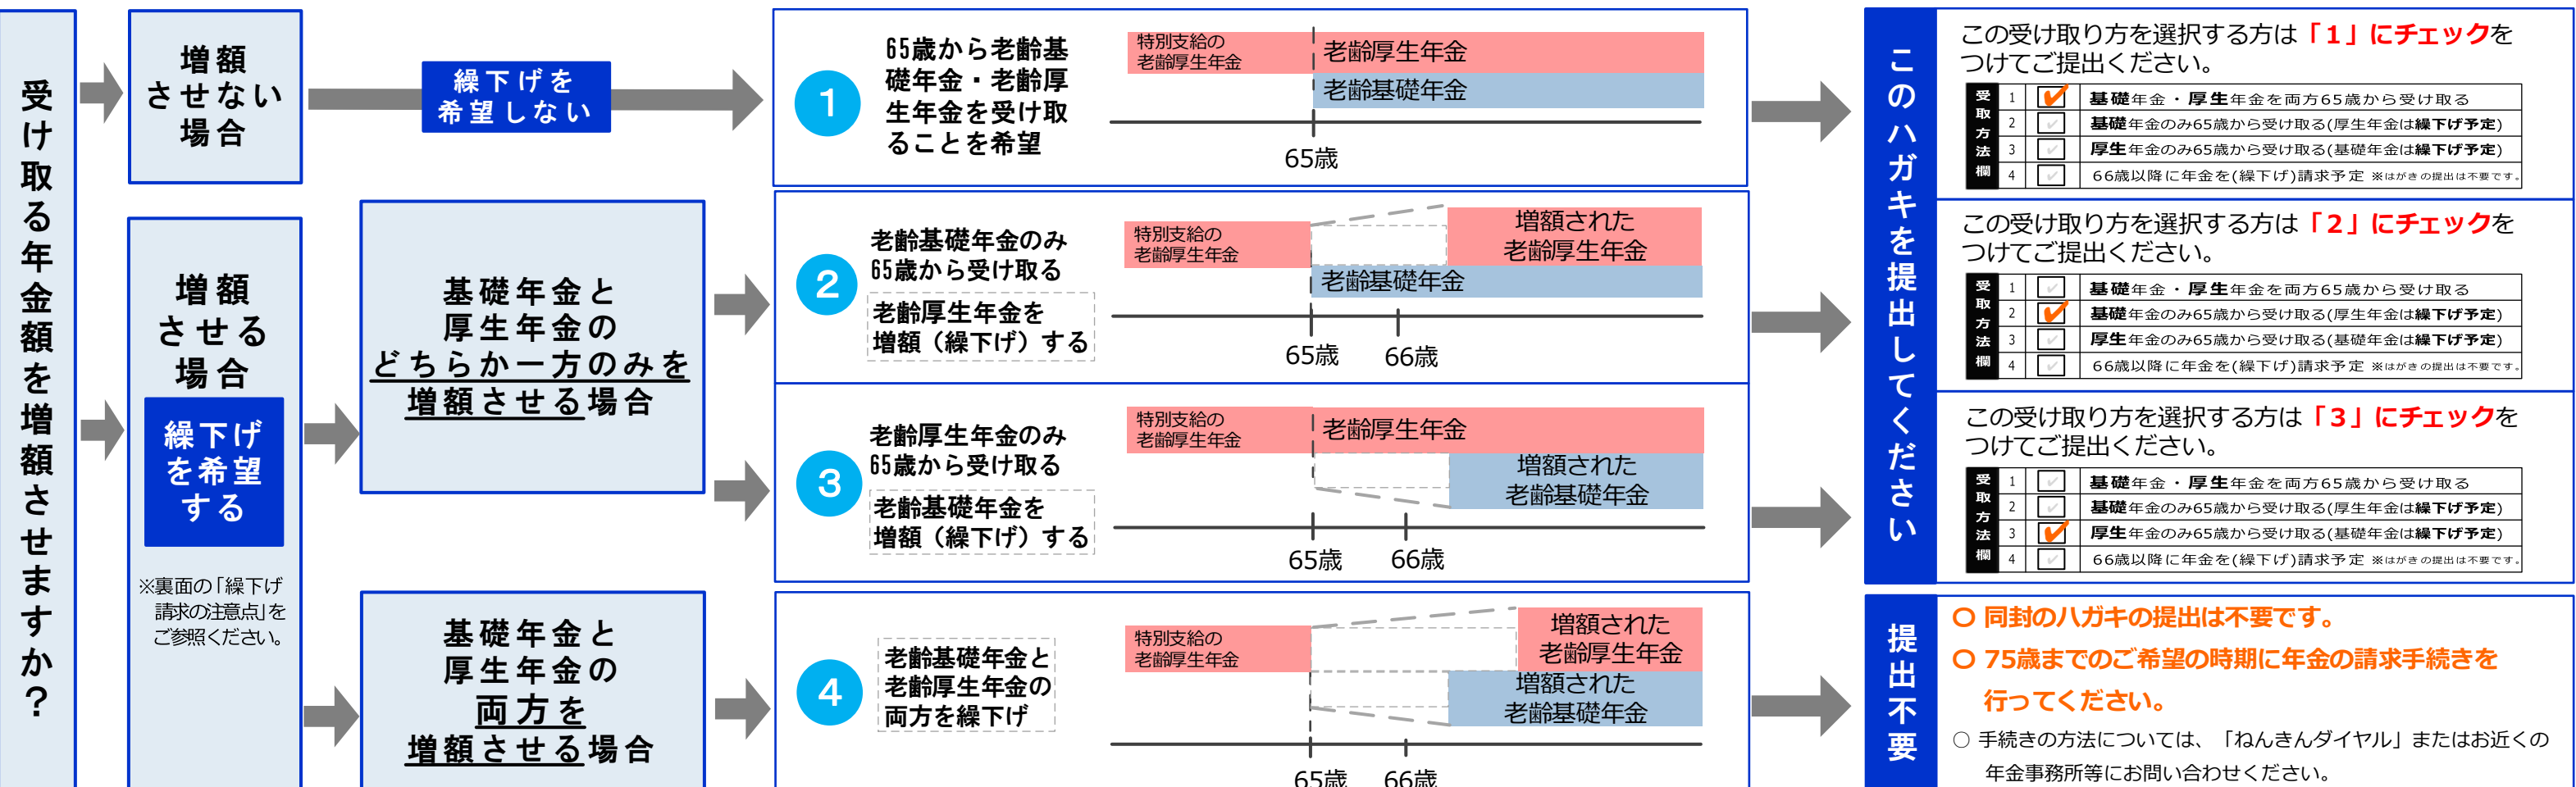 受け取る年金額を増額させますか？
増額
させない
場合
繰下げを
希望しない
増額
させる
場合
繰下げ
を希望
する
※裏面の「繰下げ
請求の注意点」を
ご参照ください。
基礎年金と
厚生年金の
どちらか一方のみを
増額させる場合
基礎年金と
厚生年金の
両方を
増額させる場合
1
65歳から老齢基
礎年金・老齢厚
生年金を受け取
ることを希望
特別支給の
老齢厚生年金
老齢厚生年金
老齢基礎年金
65歳
2
老齢基礎年金のみ
65歳から受け取る
老齢厚生年金を
増額（繰下げ）する
特別支給の
老齢厚生年金
増額された
老齢厚生年金
老齢基礎年金
65歳 66歳
3
老齢厚生年金のみ
65歳から受け取る
老齢基礎年金を
増額（繰下げ）する
特別支給の
老齢厚生年金
老齢厚生年金
増額された
老齢基礎年金
65歳 66歳
4
老齢基礎年金と
老齢厚生年金の
両方を繰下げ
特別支給の
老齢厚生年金
増額された
老齢厚生年金
増額された
老齢基礎年金
65歳 66歳
このハガキを提出してください
この受け取り方を選択する方は「１」にチェックを
つけてご提出ください。
受取方法欄
1 ✔ 基礎年金・厚生年金を両方65歳から受け取る
2 ✓ 基礎年金のみ65歳から受け取る(厚生年金は繰下げ予定)
3 ✓ 厚生年金のみ65歳から受け取る(基礎年金は繰下げ予定)
4 ✓ 66歳以降に年金を(繰下げ)請求予定 ※はがきの提出は不要です。
この受け取り方を選択する方は「２」にチェックを
つけてご提出ください。
受取方法欄
1 ✓ 基礎年金・厚生年金を両方65歳から受け取る
2 ✔ 基礎年金のみ65歳から受け取る(厚生年金は繰下げ予定)
3 ✓ 厚生年金のみ65歳から受け取る(基礎年金は繰下げ予定)
4 ✓ 66歳以降に年金を(繰下げ)請求予定 ※はがきの提出は不要です。
この受け取り方を選択する方は「３」にチェックを
つけてご提出ください。
受取方法欄
1 ✓ 基礎年金・厚生年金を両方65歳から受け取る
2 ✓ 基礎年金のみ65歳から受け取る(厚生年金は繰下げ予定)
3 ✔ 厚生年金のみ65歳から受け取る(基礎年金は繰下げ予定)
4 ✓ 66歳以降に年金を(繰下げ)請求予定 ※はがきの提出は不要です。
提出不要
○ 同封のハガキの提出は不要です。
○ 75歳までのご希望の時期に年金の請求手続きを
行ってください。
○ 手続きの方法については、「ねんきんダイヤル」またはお近くの
年金事務所等にお問い合わせください。